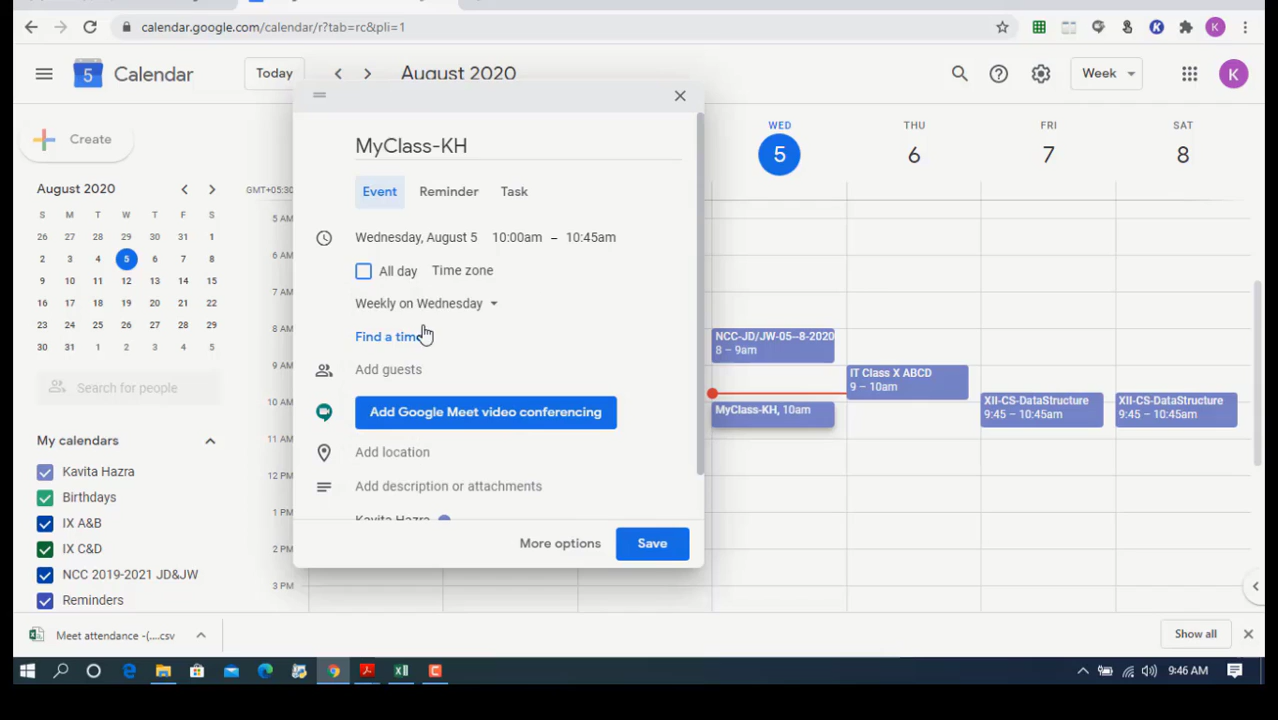 calendar.google.com/calendar/r?tab=rc&pli=1
K
5
Calendar
Today
August 2020
Week
K
Create
August 2020
S M T W T F S
26 27 28 29 30 31 1
2 3 4 5 6 7 8
9 10 11 12 13 14 15
16 17 18 19 20 21 22
23 24 25 26 27 28 29
30 31 1 2 3 4 5
Search for people
My calendars
Kavita Hazra
Birthdays
IX A&B
IX C&D
NCC 2019-2021 JD&JW
Reminders
GMT+05:30
5 AM
6 AM
7 AM
8 AM
9 AM
10 AM
11 AM
12 PM
1 PM
2 PM
3 PM
MyClass-KH
Event Reminder Task
Wednesday, August 5 10:00am – 10:45am
All day Time zone
Weekly on Wednesday
Find a time
Add guests
Add Google Meet video conferencing
Add location
Add description or attachments
Kavita Hazra
More options
Save
WED
5
THU
6
FRI
7
SAT
8
NCC-JD/JW-05--8-2020
8 – 9am
MyClass-KH, 10am
IT Class X ABCD
9 – 10am
XII-CS-DataStructure
9:45 – 10:45am
XII-CS-DataStructure
9:45 – 10:45am
Meet attendance -(....csv
Show all
9:46 AM